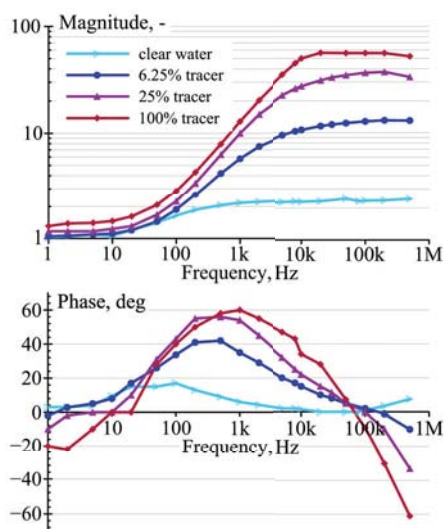 Magnitude, -
100
clear water
6.25% tracer
25% tracer
100% tracer
10
1
1 10 100 1k 10k 100k 1M
Frequency, Hz
Phase, deg
60
40
20
0
10 100 1k 10k 100k 1M
Frequency, Hz
−20
−40
−60